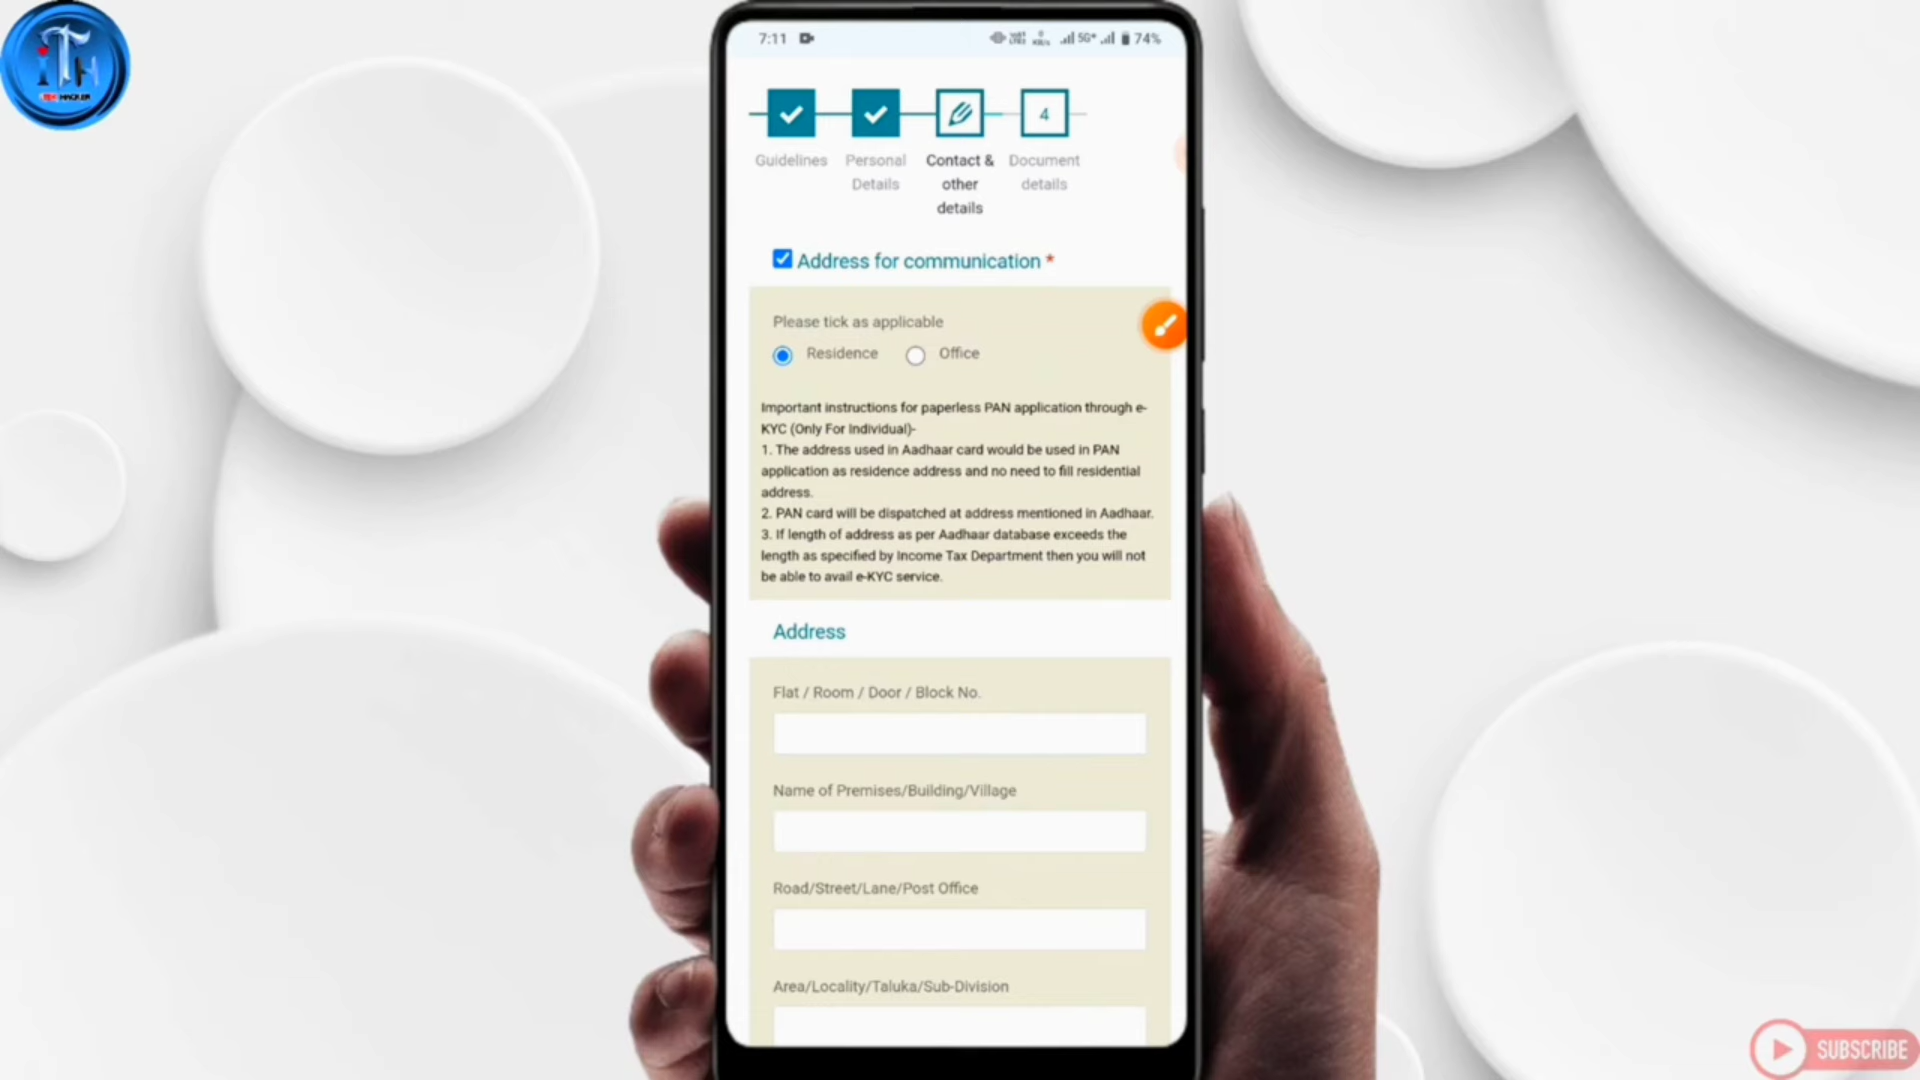 iTH
TECH HACKER
7:11
5G+
74%
4
Guidelines
Personal
Details
Contact &
other
details
Document
details
Address for communication *
Please tick as applicable
Residence
Office
Important instructions for paperless PAN application through e-
KYC (Only For Individual)-
1. The address used in Aadhaar card would be used in PAN
application as residence address and no need to fill residential
address.
2. PAN card will be dispatched at address mentioned in Aadhaar.
3. If length of address as per Aadhaar database exceeds the
length as specified by Income Tax Department then you will not
be able to avail e-KYC service.
Address
Flat / Room / Door / Block No.
Name of Premises/Building/Village
Road/Street/Lane/Post Office
Area/Locality/Taluka/Sub-Division
SUBSCRIBE